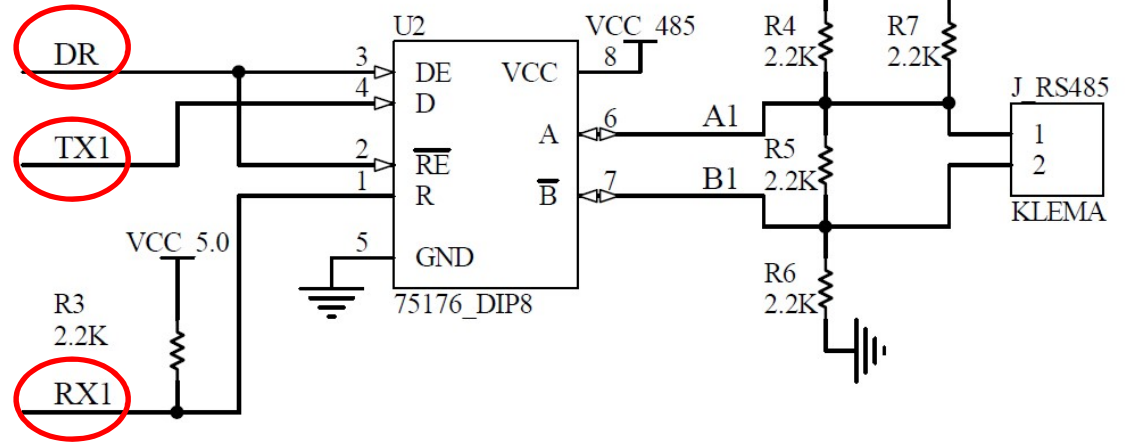 U2
VCC_485
R4
2.2K
R7
2.2K
DR
3
DE
VCC
8
4
D
J_RS485
TX1
A
6
A1
1
2
RE
R5
2.2K
2
1
R
B
7
B1
KLEMA
VCC_5.0
5
GND
R6
2.2K
75176_DIP8
R3
2.2K
RX1